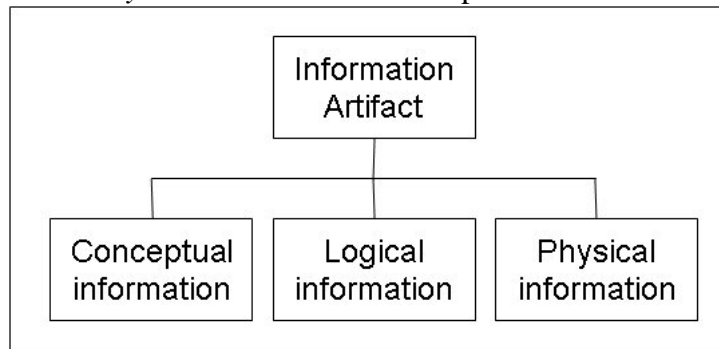 Information
Artifact
Conceptual
information
Logical
information
Physical
information